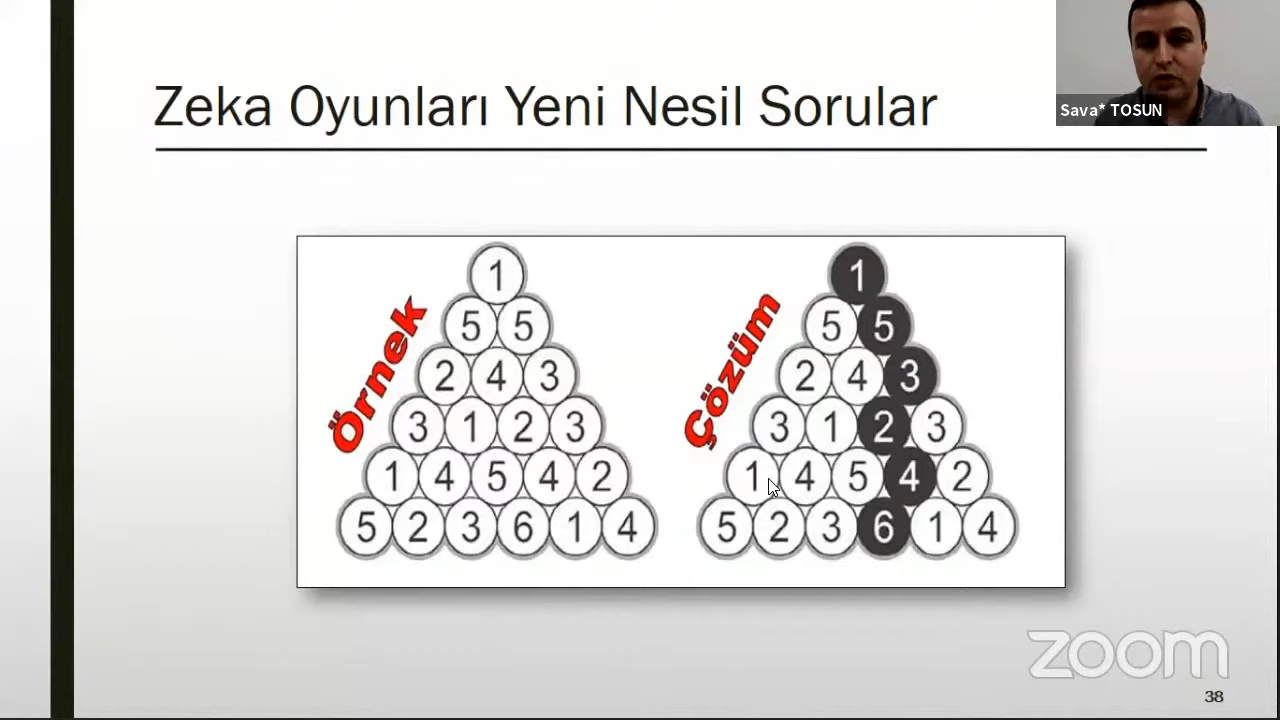 Zeka Oyunları Yeni Nesil Sorular
Sava* TOSUN
Örnek
1
5 5
2 4 3
3 1 2 3
1 4 5 4 2
5 2 3 6 1 4
Çözüm
1
5 5
2 4 3
3 1 2 3
1 4 5 4 2
5 2 3 6 1 4
zoom
38